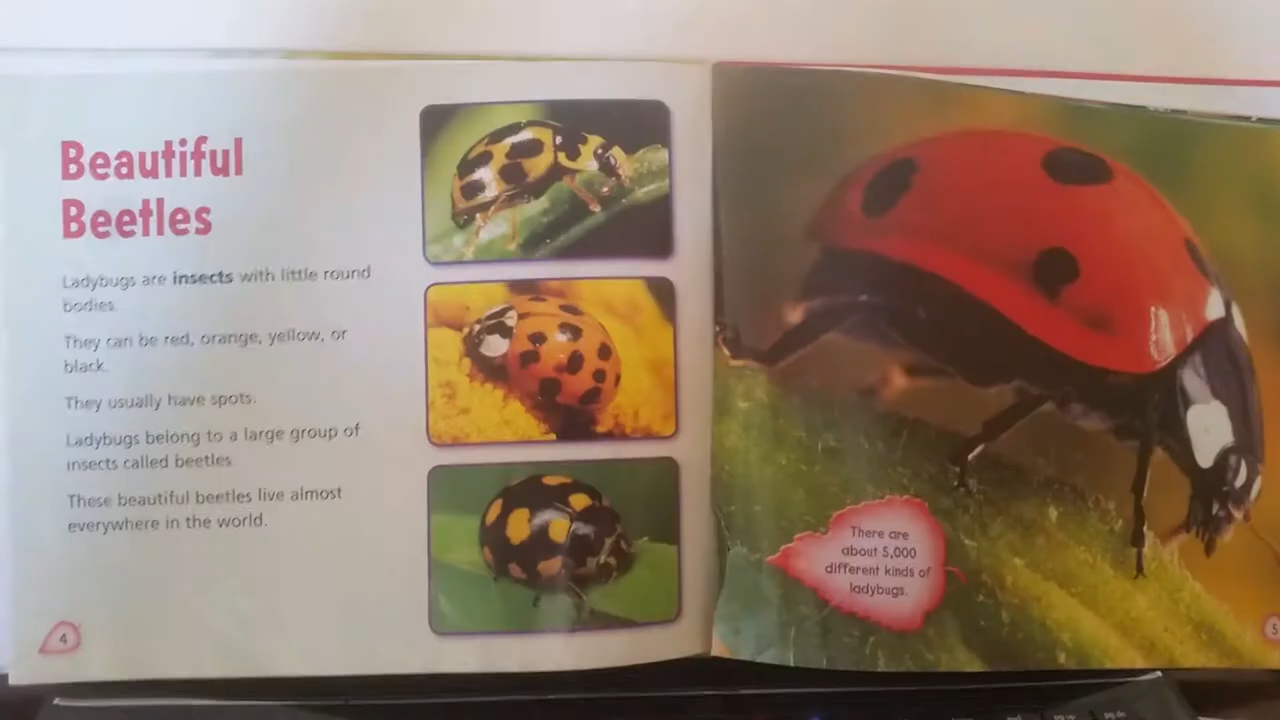 Beautiful
Beetles
Ladybugs are insects with little round
bodies.
They can be red, orange, yellow, or
black.
They usually have spots.
Ladybugs belong to a large group of
insects called beetles.
These beautiful beetles live almost
everywhere in the world.
4
There are
about 5,000
different kinds of
ladybugs.
5